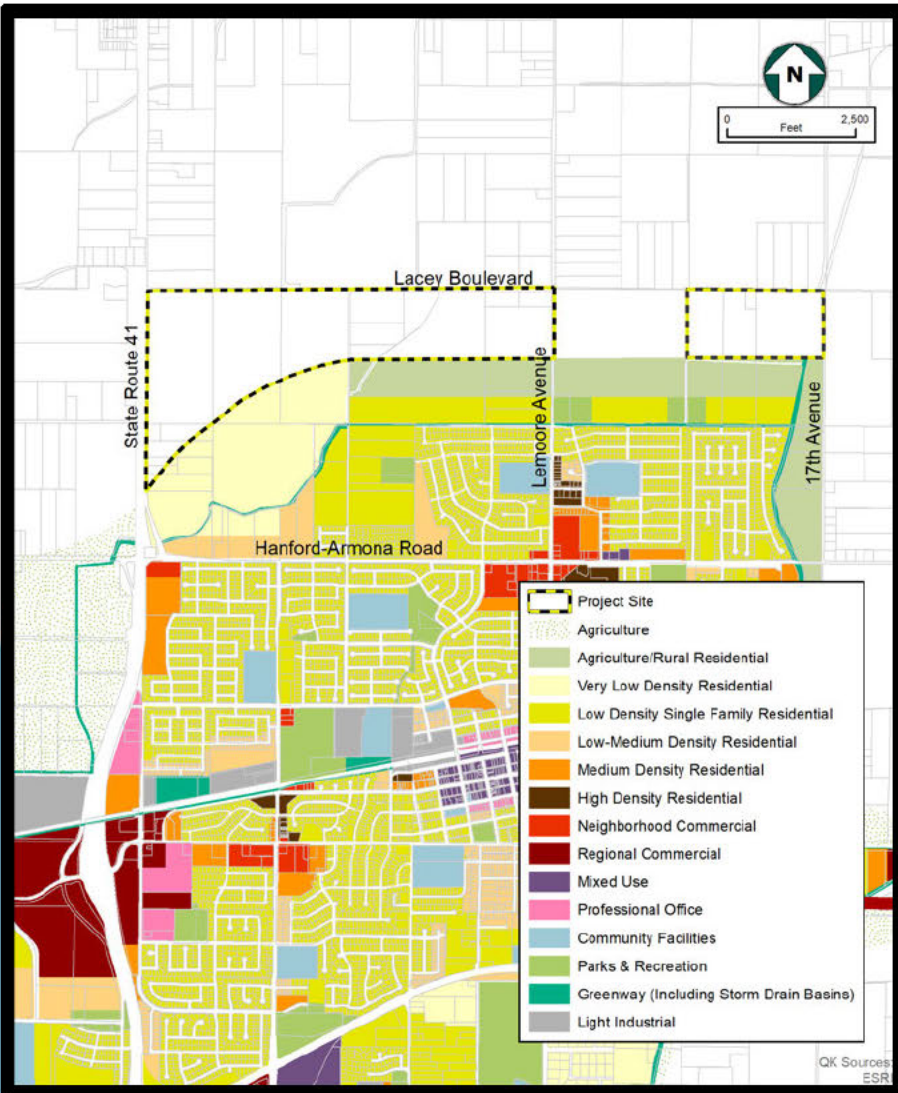 N
0 2,500
Feet
Lacey Boulevard
State Route 41
Lemoore Avenue
17th Avenue
Hanford-Armona Road
Project Site
Agriculture
Agriculture/Rural Residential
Very Low Density Residential
Low Density Single Family Residential
Low-Medium Density Residential
Medium Density Residential
High Density Residential
Neighborhood Commercial
Regional Commercial
Mixed Use
Professional Office
Community Facilities
Parks & Recreation
Greenway (Including Storm Drain Basins)
Light Industrial
QK Sources:
ESRI